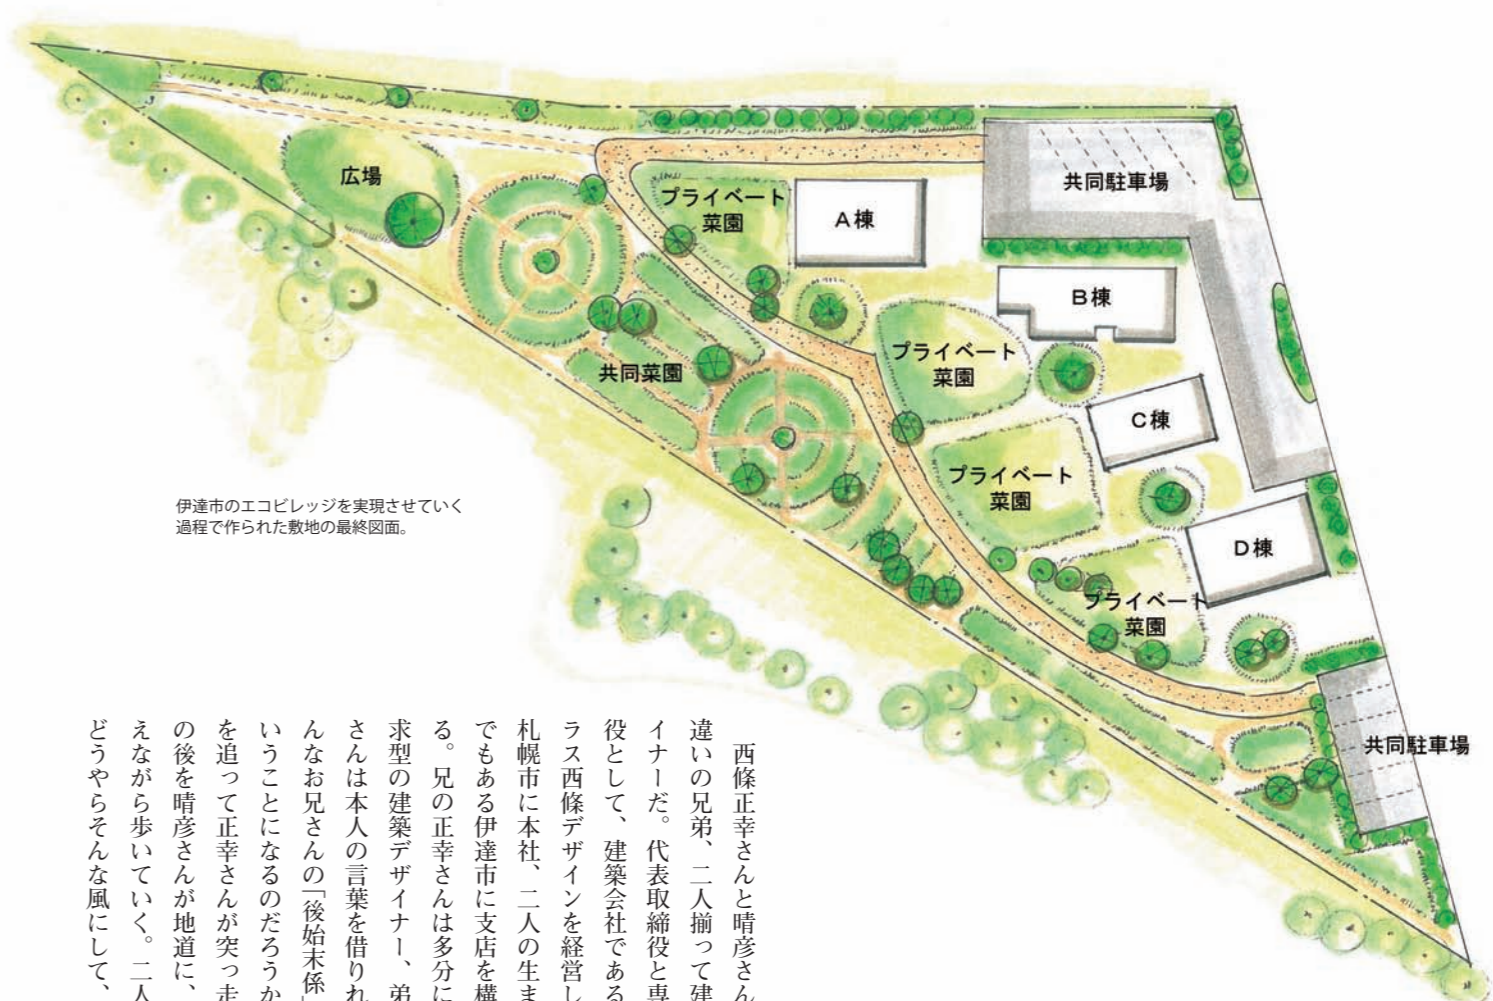 広場
プライベート
菜園
A棟
共同駐車場
B棟
プライベート
菜園
共同菜園
C棟
プライベート
菜園
D棟
プライベート
菜園
共同駐車場
伊達市のエコビレッジを実現させていく
過程で作られた敷地の最終図面。
西條正幸さんと晴彦さん
違いの兄弟、二人揃って建
イナーだ。代表取締役と専
役として、建築会社である
ラス西條デザインを経営し
札幌市に本社、二人の生ま
でもある伊達市に支店を構
る。兄の正幸さんは多分に
求型の建築デザイナー、弟
さんは本人の言葉を借りれ
んなお兄さんの「後始末係」
いうことになるのだろうか
を追って正幸さんが突っ走
の後を晴彦さんが地道に、
えながら歩いていく。二人
どうやらそんな風にして、